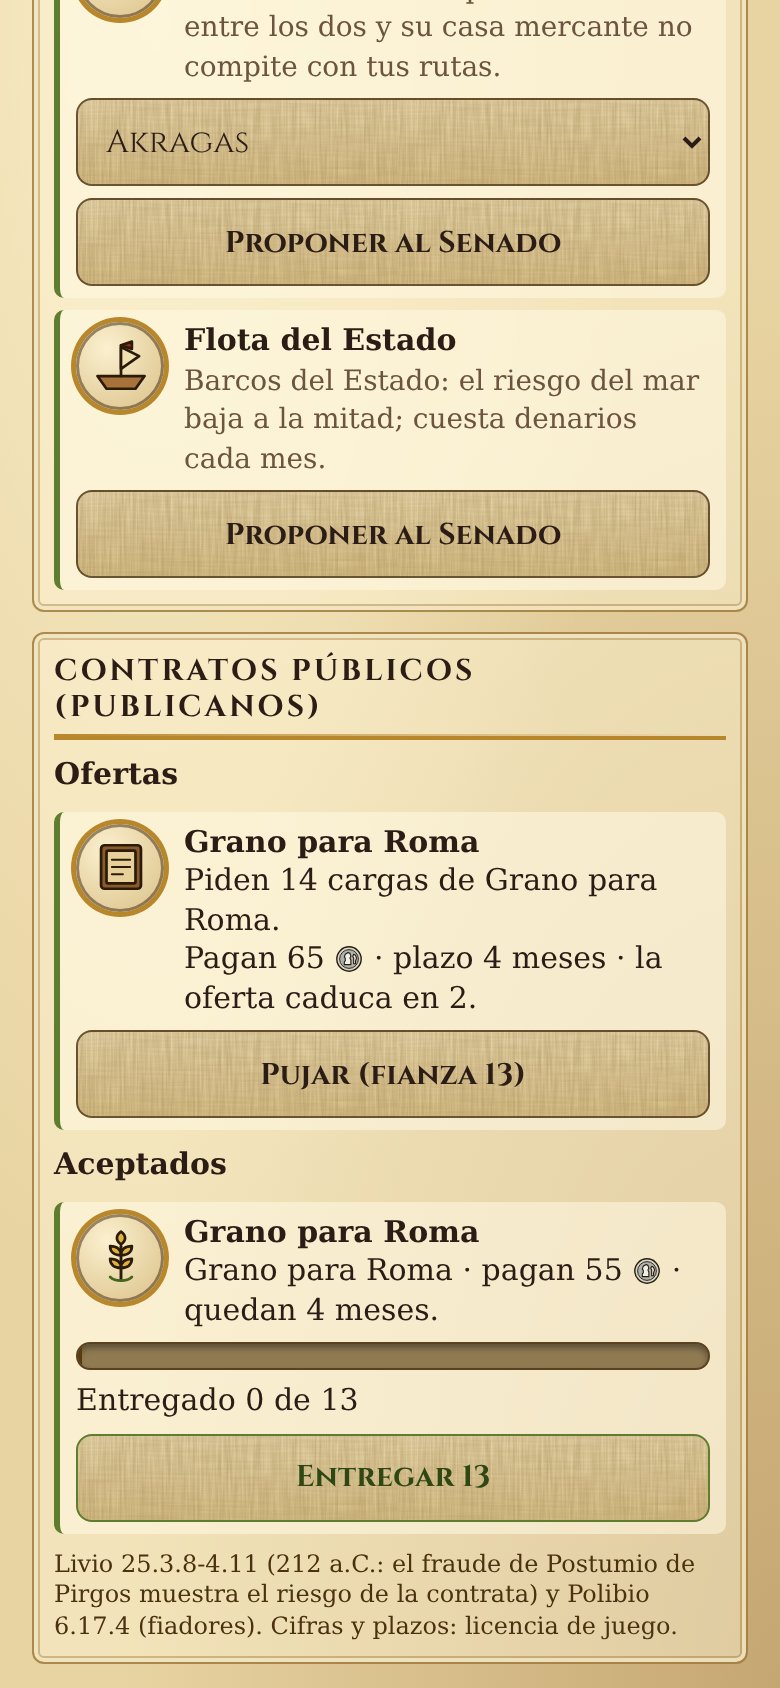 entre los dos y su casa mercante no
compite con tus rutas.
Akragas
Proponer al Senado
Flota del Estado
Barcos del Estado: el riesgo del mar
baja a la mitad; cuesta denarios
cada mes.
Proponer al Senado
CONTRATOS PÚBLICOS
(PUBLICANOS)
Ofertas
Grano para Roma
Piden 14 cargas de Grano para
Roma.
Pagan 65 · plazo 4 meses · la
oferta caduca en 2.
Pujar (fianza 13)
Aceptados
Grano para Roma
Grano para Roma · pagan 55 ·
quedan 4 meses.
Entregado 0 de 13
Entregar 13
Livio 25.3.8-4.11 (212 a.C.: el fraude de Postumio de
Pirgos muestra el riesgo de la contrata) y Polibio
6.17.4 (fiadores). Cifras y plazos: licencia de juego.